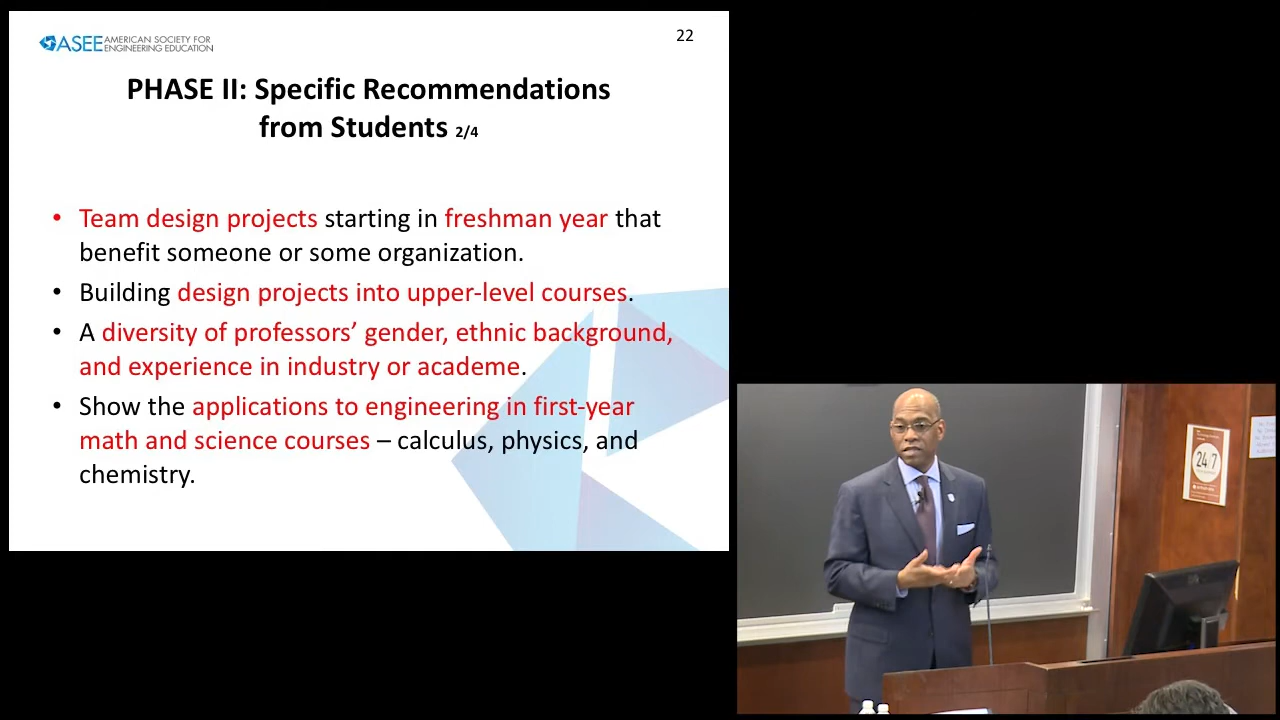 ASEE AMERICAN SOCIETY FOR
ENGINEERING EDUCATION
22
PHASE II: Specific Recommendations
from Students 2/4
• Team design projects starting in freshman year that
benefit someone or some organization.
• Building design projects into upper-level courses.
• A diversity of professors’ gender, ethnic background,
and experience in industry or academe.
• Show the applications to engineering in first-year
math and science courses – calculus, physics, and
chemistry.
24/7